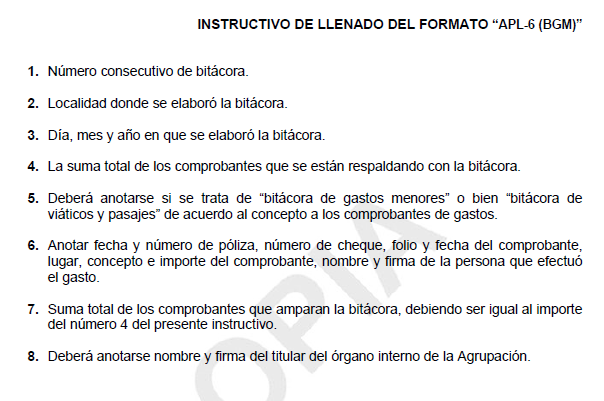 INSTRUCTIVO DE LLENADO DEL FORMATO “APL-6 (BGM)”
1. Número consecutivo de bitácora.
2. Localidad donde se elaboró la bitácora.
3. Día, mes y año en que se elaboró la bitácora.
4. La suma total de los comprobantes que se están respaldando con la bitácora.
5. Deberá anotarse si se trata de “bitácora de gastos menores” o bien “bitácora de
viáticos y pasajes” de acuerdo al concepto a los comprobantes de gastos.
6. Anotar fecha y número de póliza, número de cheque, folio y fecha del comprobante,
lugar, concepto e importe del comprobante, nombre y firma de la persona que efectuó
el gasto.
7. Suma total de los comprobantes que amparan la bitácora, debiendo ser igual al importe
del número 4 del presente instructivo.
8. Deberá anotarse nombre y firma del titular del órgano interno de la Agrupación.
OPIA